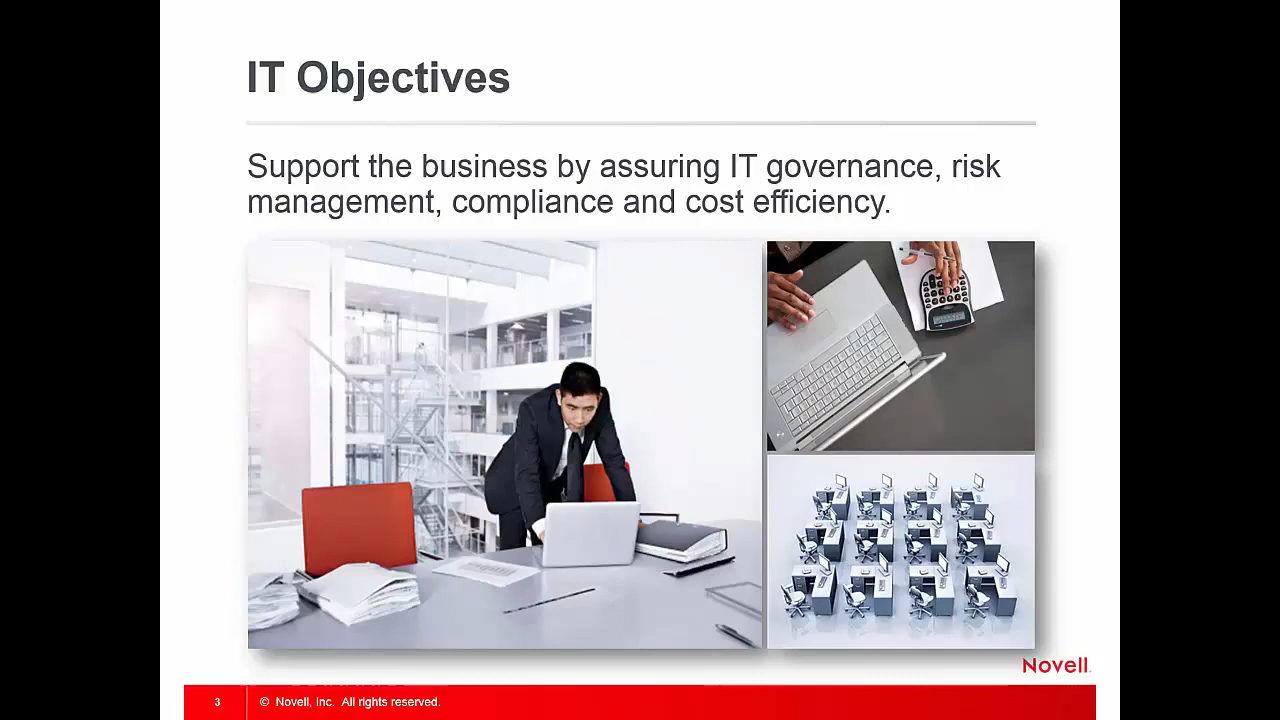 IT Objectives
Support the business by assuring IT governance, risk
management, compliance and cost efficiency.
Novell.
3 © Novell, Inc. All rights reserved.